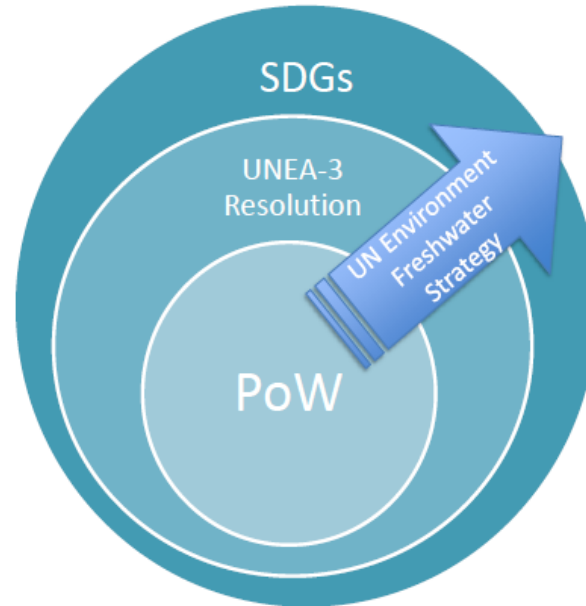 SDGs
UNEA-3
Resolution
UN Environment
Freshwater
Strategy
PoW